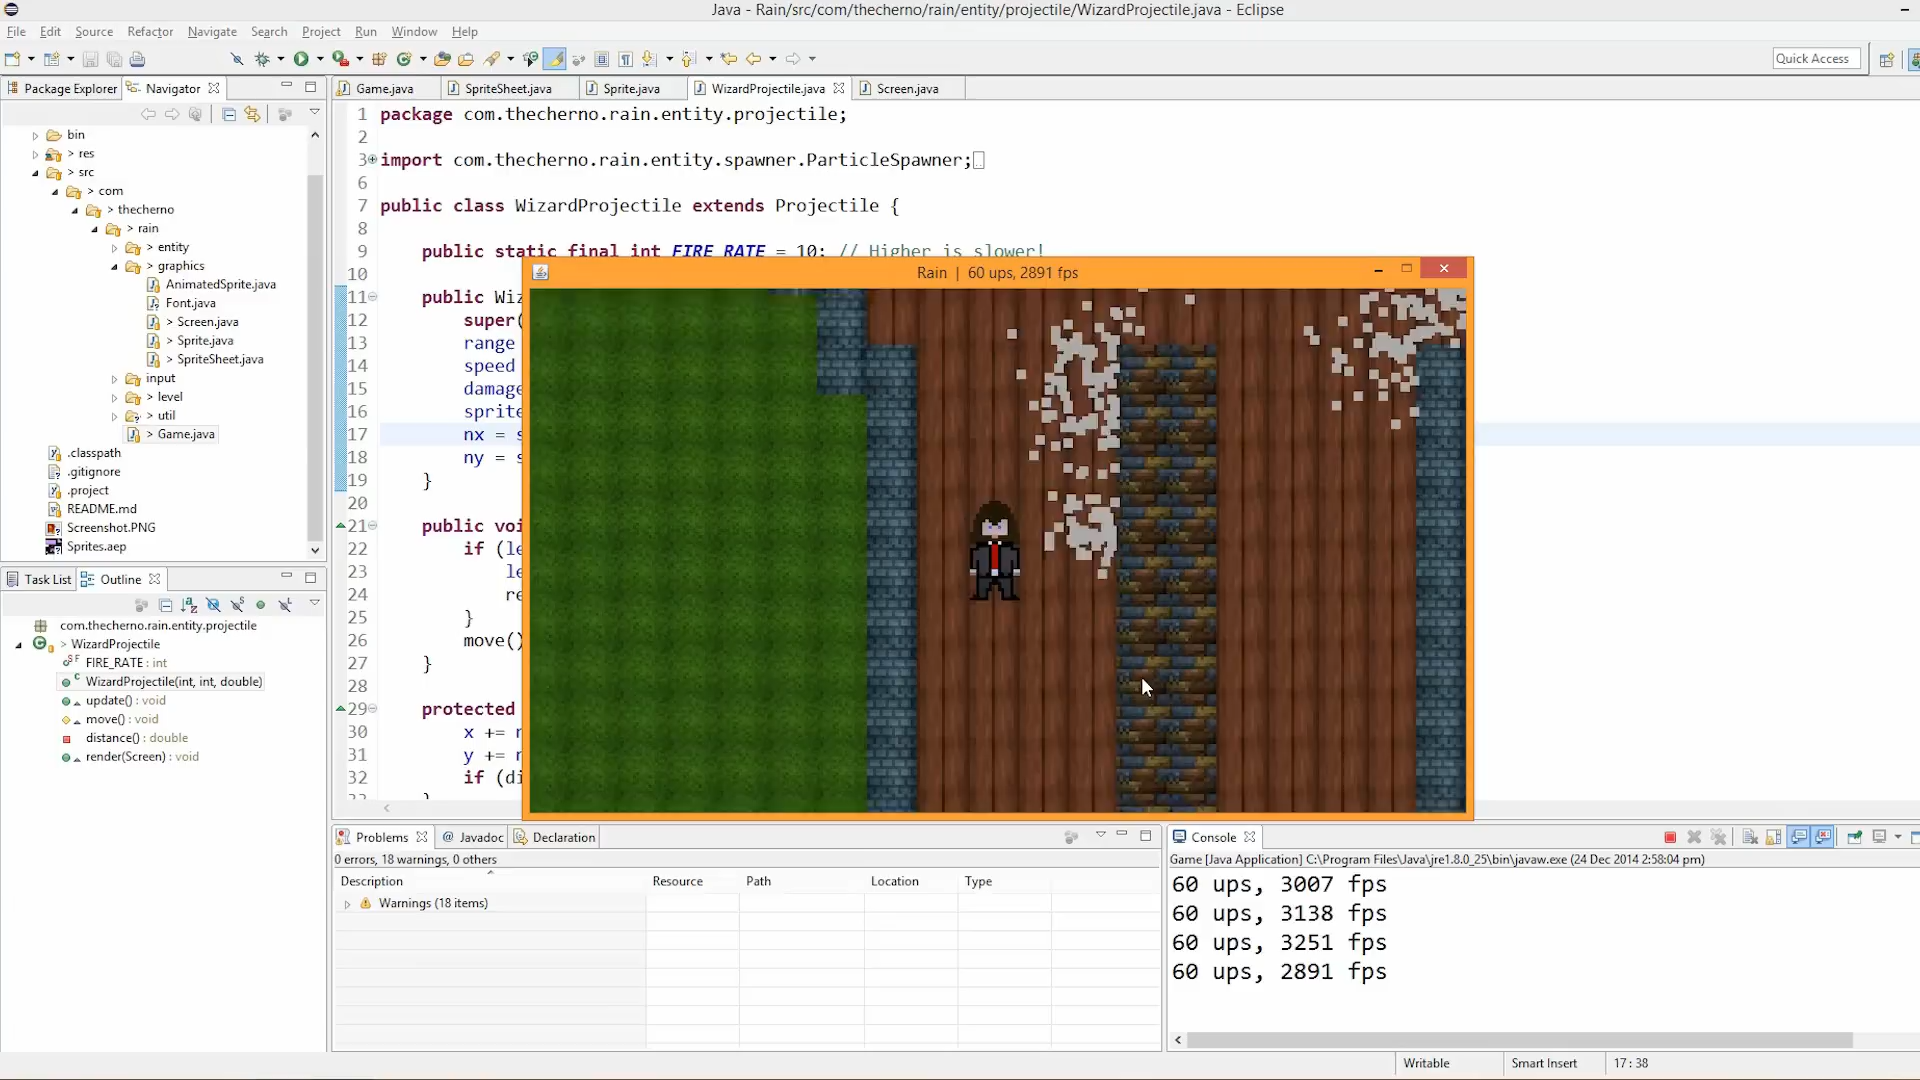 Java - Rain/src/com/thecherno/rain/entity/projectile/WizardProjectile.java - Eclipse
File Edit Source Refactor Navigate Search Project Run Window Help
Quick Access
Package Explorer Navigator
Game.java SpriteSheet.java Sprite.java WizardProjectile.java Screen.java
bin
> res
> src
> com
> thecherno
> rain
> entity
> graphics
AnimatedSprite.java
Font.java
> Screen.java
> Sprite.java
> SpriteSheet.java
input
> level
> util
> Game.java
.classpath
.gitignore
.project
README.md
Screenshot.PNG
Sprites.aep
Task List Outline
com.thecherno.rain.entity.projectile
> WizardProjectile
FIRE_RATE : int
WizardProjectile(int, int, double)
update() : void
move() : void
distance() : double
render(Screen) : void
1 package com.thecherno.rain.entity.projectile;
2
3 import com.thecherno.rain.entity.spawner.ParticleSpawner;
6
7 public class WizardProjectile extends Projectile {
8
9 public static final int FIRE_RATE = 10; // Higher is slower!
10
11 public Wiz
12 super(
13 range
14 speed
15 damage
16 sprite
17 nx = s
18 ny = s
19 }
20
21 public voi
22 if (le
23 le
24 re
25 }
26 move()
27 }
28
29 protected
30 x += n
31 y += n
32 if (di
Rain | 60 ups, 2891 fps
Problems Javadoc Declaration
0 errors, 18 warnings, 0 others
Description Resource Path Location Type
Warnings (18 items)
Console
Game [Java Application] C:\Program Files\Java\jre1.8.0_25\bin\javaw.exe (24 Dec 2014 2:58:04 pm)
60 ups, 3007 fps
60 ups, 3138 fps
60 ups, 3251 fps
60 ups, 2891 fps
Writable Smart Insert 17 : 38